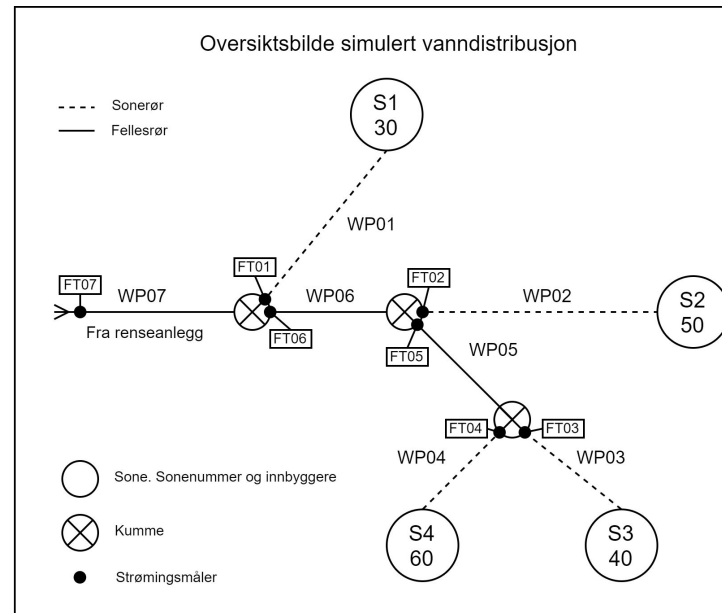 Oversiktsbilde simulert vanndistribusjon
Sonerør
Fellesrør
S1
30
WP01
FT01
FT07
WP07
WP06
FT02
WP02
S2
50
Fra renseanlegg
FT06
FT05
WP05
FT04
FT03
WP04
WP03
Sone. Sonenummer og innbyggere
Kumme
Strømingsmåler
S4
60
S3
40